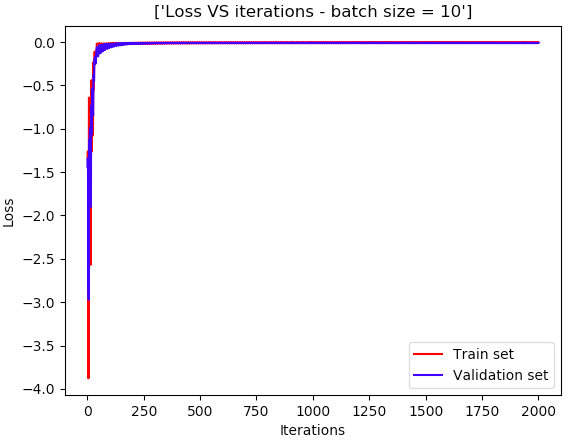 ['Loss VS iterations - batch size = 10']
0.0
−0.5
−1.0
−1.5
−2.0
−2.5
−3.0
−3.5
−4.0
Loss
Train set
Validation set
0 250 500 750 1000 1250 1500 1750 2000
Iterations